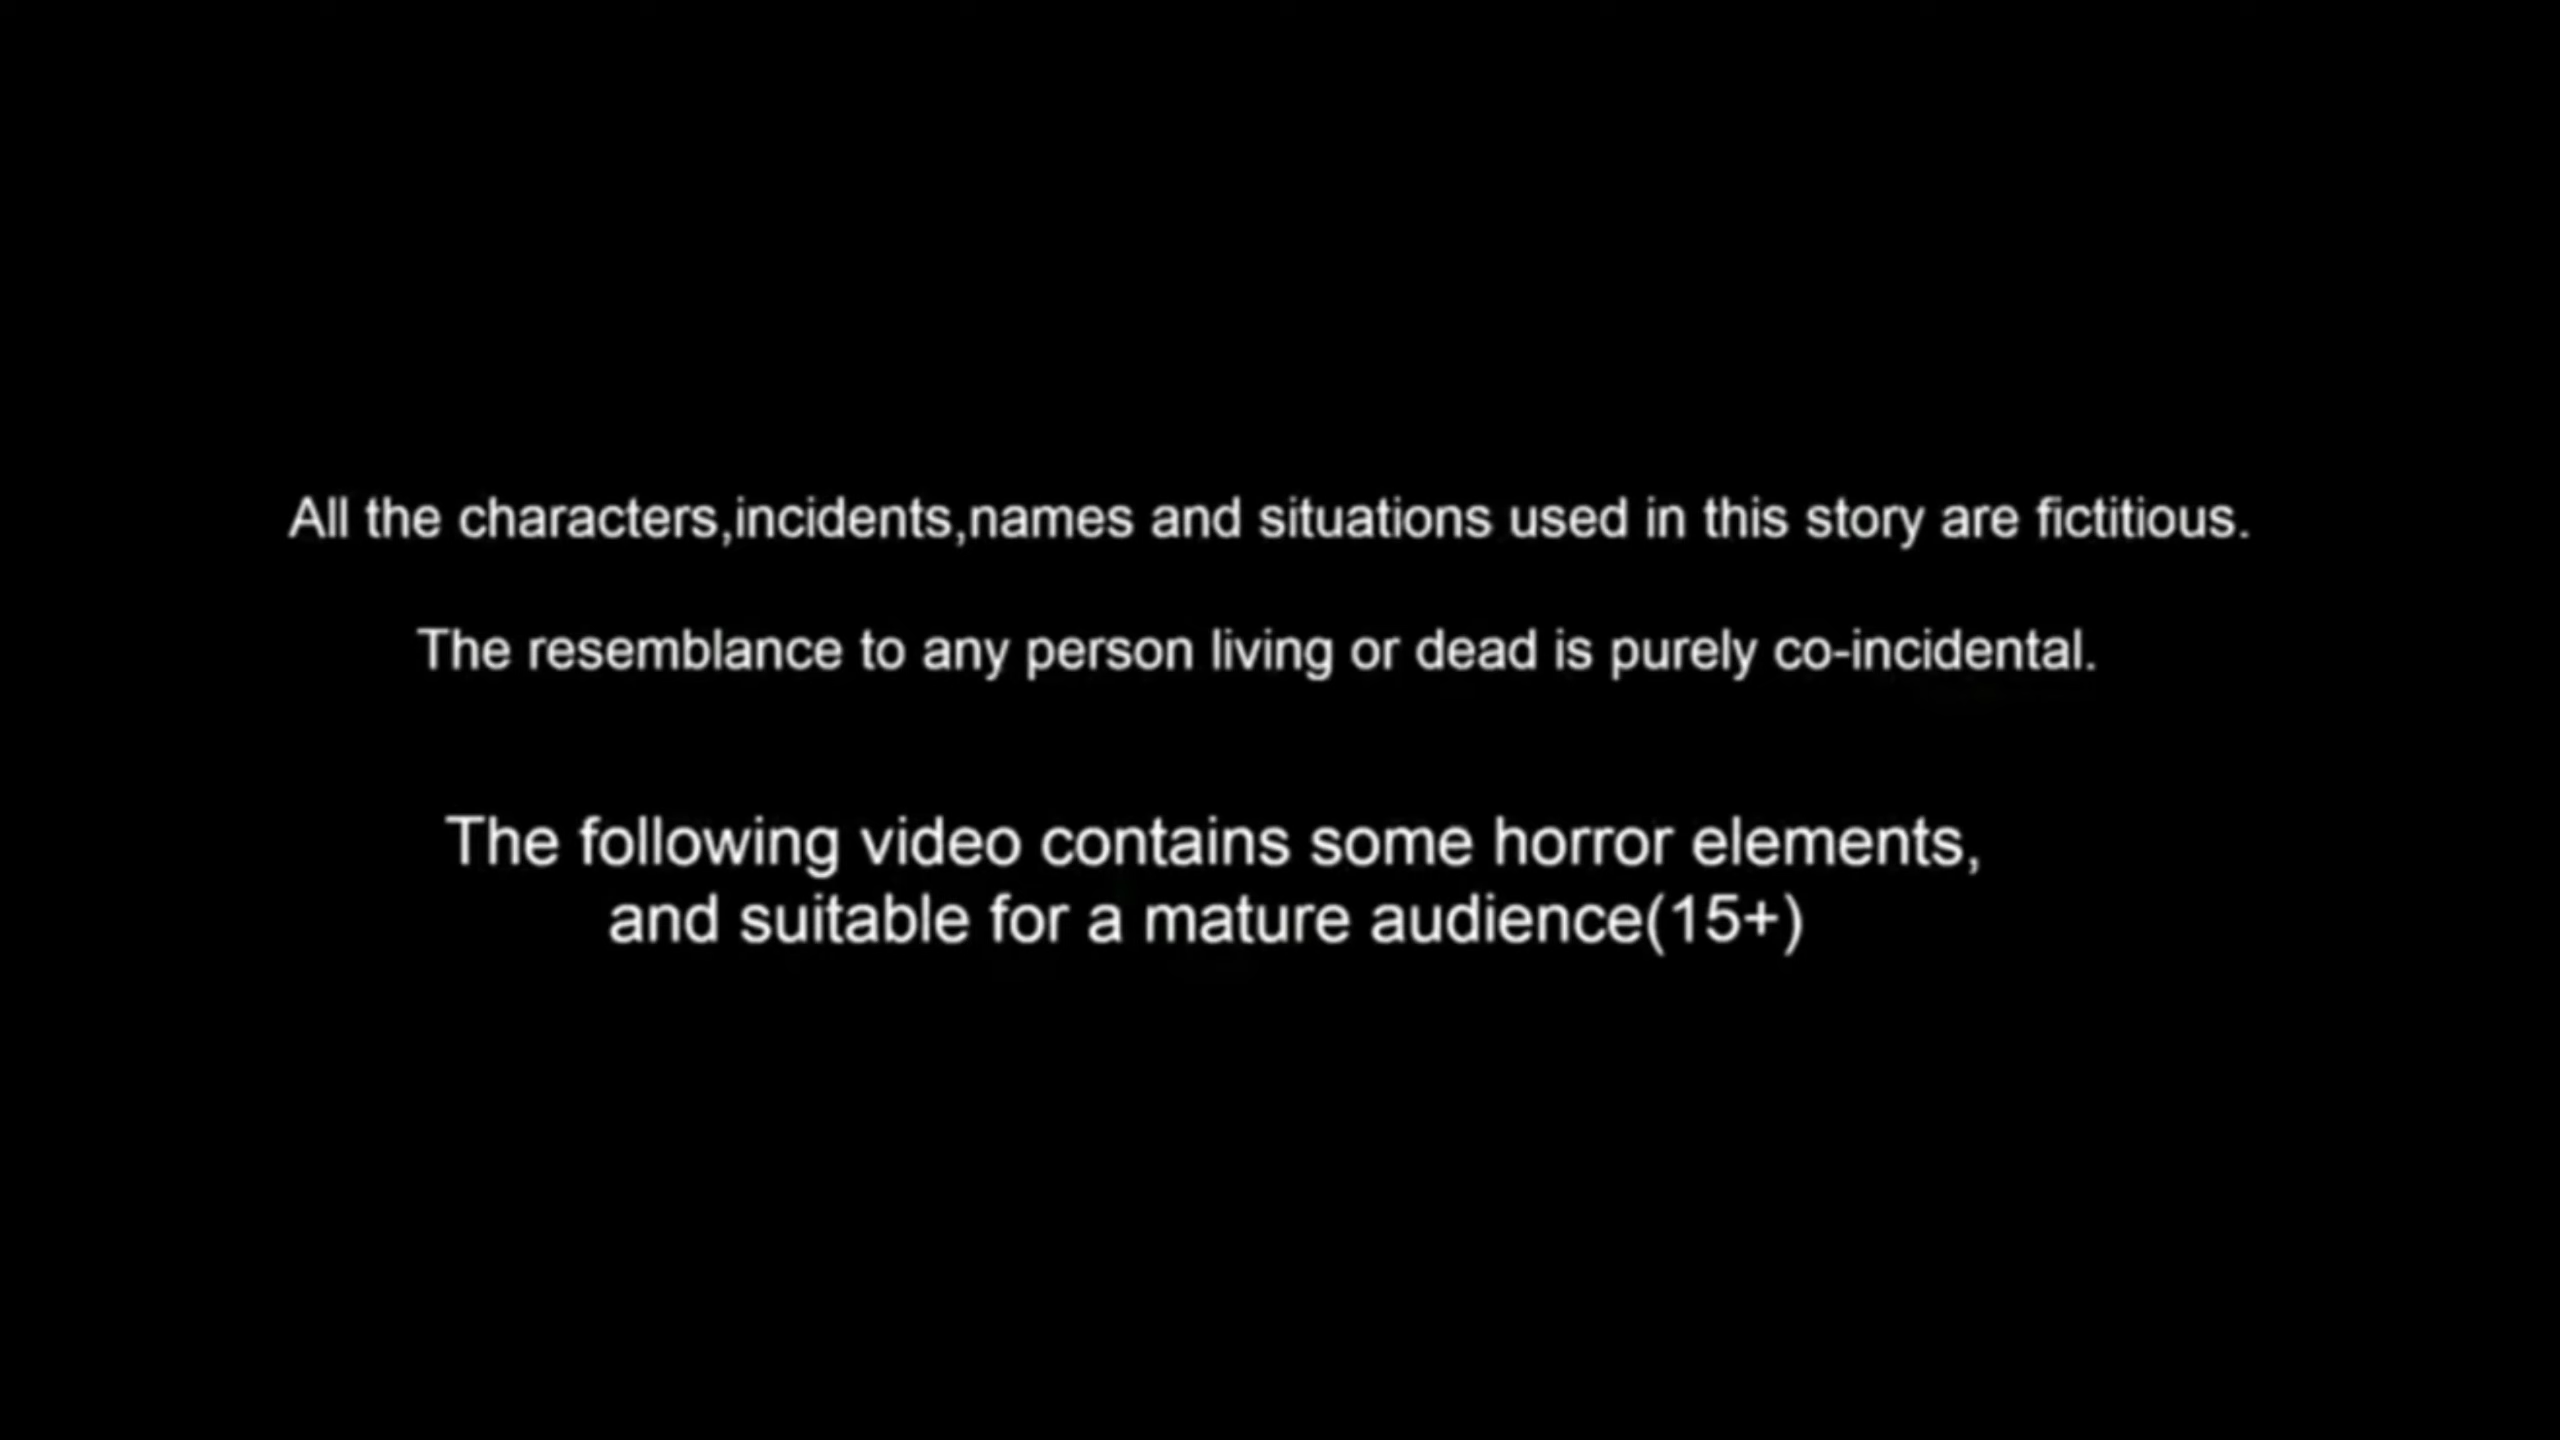 All the characters,incidents,names and situations used in this story are fictitious.
The resemblance to any person living or dead is purely co-incidental.
The following video contains some horror elements,
and suitable for a mature audience(15+)